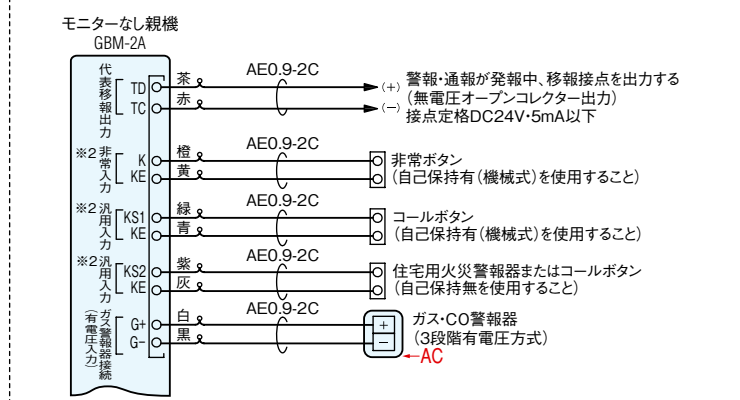 モニターなし親機
GBM-2A
代表移報出力
TD
茶
AE0.9-2C
(+)
TC
赤
(−)
警報・通報が発報中、移報接点を出力する
(無電圧オープンコレクター出力)
接点定格DC24V・5mA以下
※2
非常入力
K
橙
AE0.9-2C
KE
黄
非常ボタン
(自己保持有(機械式)を使用すること)
※2
汎用入力
KS1
緑
AE0.9-2C
KE
青
コールボタン
(自己保持有(機械式)を使用すること)
※2
汎用入力
KS2
紫
AE0.9-2C
KE
灰
住宅用火災警報器またはコールボタン
(自己保持無を使用すること)
ガス警報器接続
(有電圧入力)
G+
白
AE0.9-2C
G−
黒
+
−
ガス・CO警報器
(3段階有電圧方式)
AC